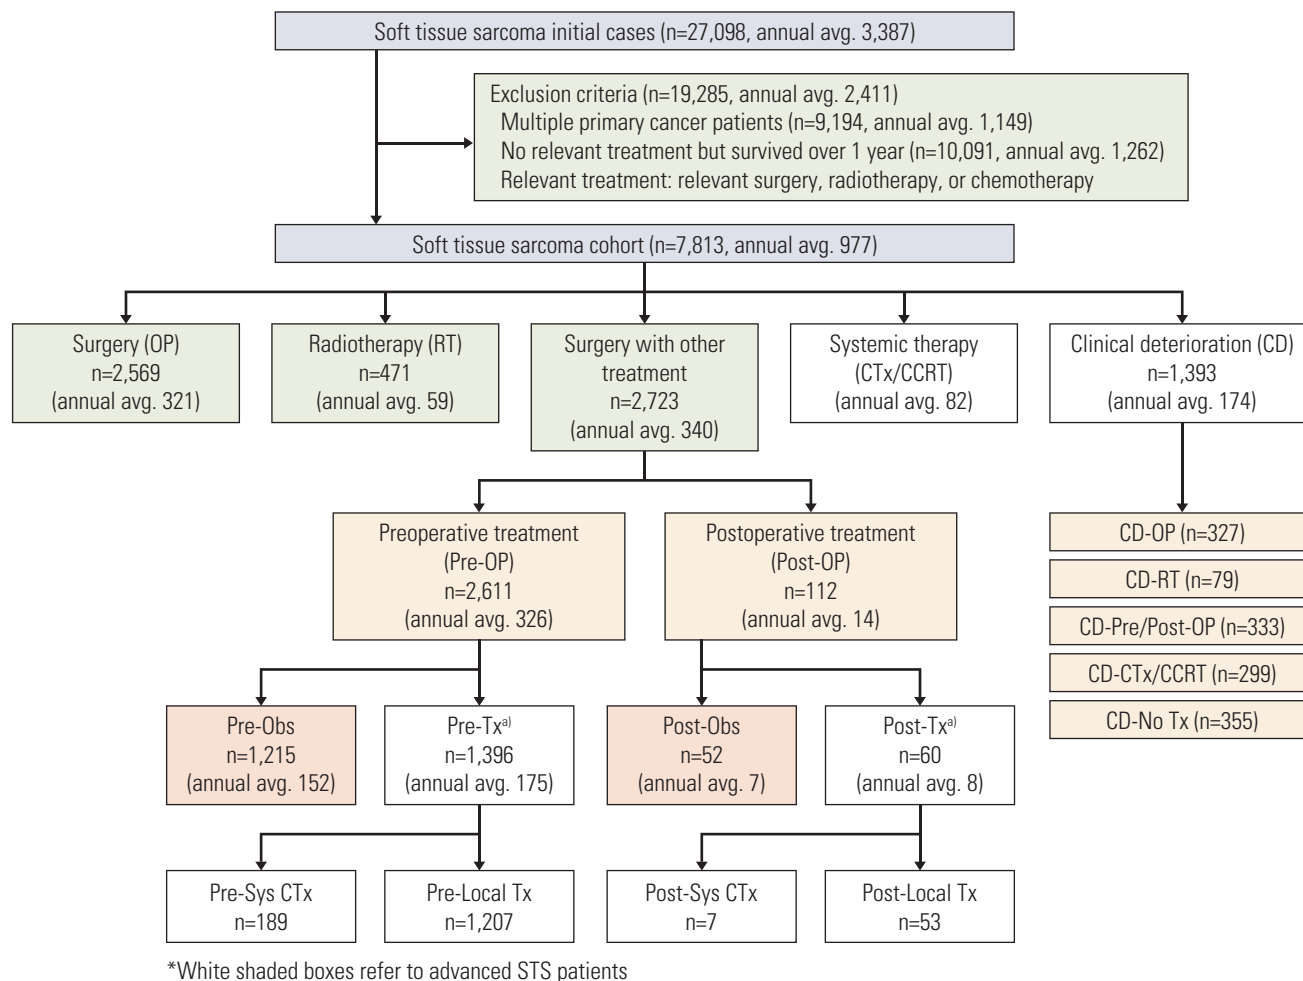 Soft tissue sarcoma initial cases (n=27,098, annual avg. 3,387)
Exclusion criteria (n=19,285, annual avg. 2,411)
Multiple primary cancer patients (n=9,194, annual avg. 1,149)
No relevant treatment but survived over 1 year (n=10,091, annual avg. 1,262)
Relevant treatment: relevant surgery, radiotherapy, or chemotherapy
Soft tissue sarcoma cohort (n=7,813, annual avg. 977)
Surgery (OP)
n=2,569
(annual avg. 321)
Radiotherapy (RT)
n=471
(annual avg. 59)
Surgery with other
treatment
n=2,723
(annual avg. 340)
Systemic therapy
(CTx/CCRT)
(annual avg. 82)
Clinical deterioration (CD)
n=1,393
(annual avg. 174)
Preoperative treatment
(Pre-OP)
n=2,611
(annual avg. 326)
Postoperative treatment
(Post-OP)
n=112
(annual avg. 14)
CD-OP (n=327)
CD-RT (n=79)
CD-Pre/Post-OP (n=333)
CD-CTx/CCRT (n=299)
CD-No Tx (n=355)
Pre-Obs
n=1,215
(annual avg. 152)
Pre-Tx a)
n=1,396
(annual avg. 175)
Post-Obs
n=52
(annual avg. 7)
Post-Tx a)
n=60
(annual avg. 8)
Pre-Sys CTx
n=189
Pre-Local Tx
n=1,207
Post-Sys CTx
n=7
Post-Local Tx
n=53
*White shaded boxes refer to advanced STS patients